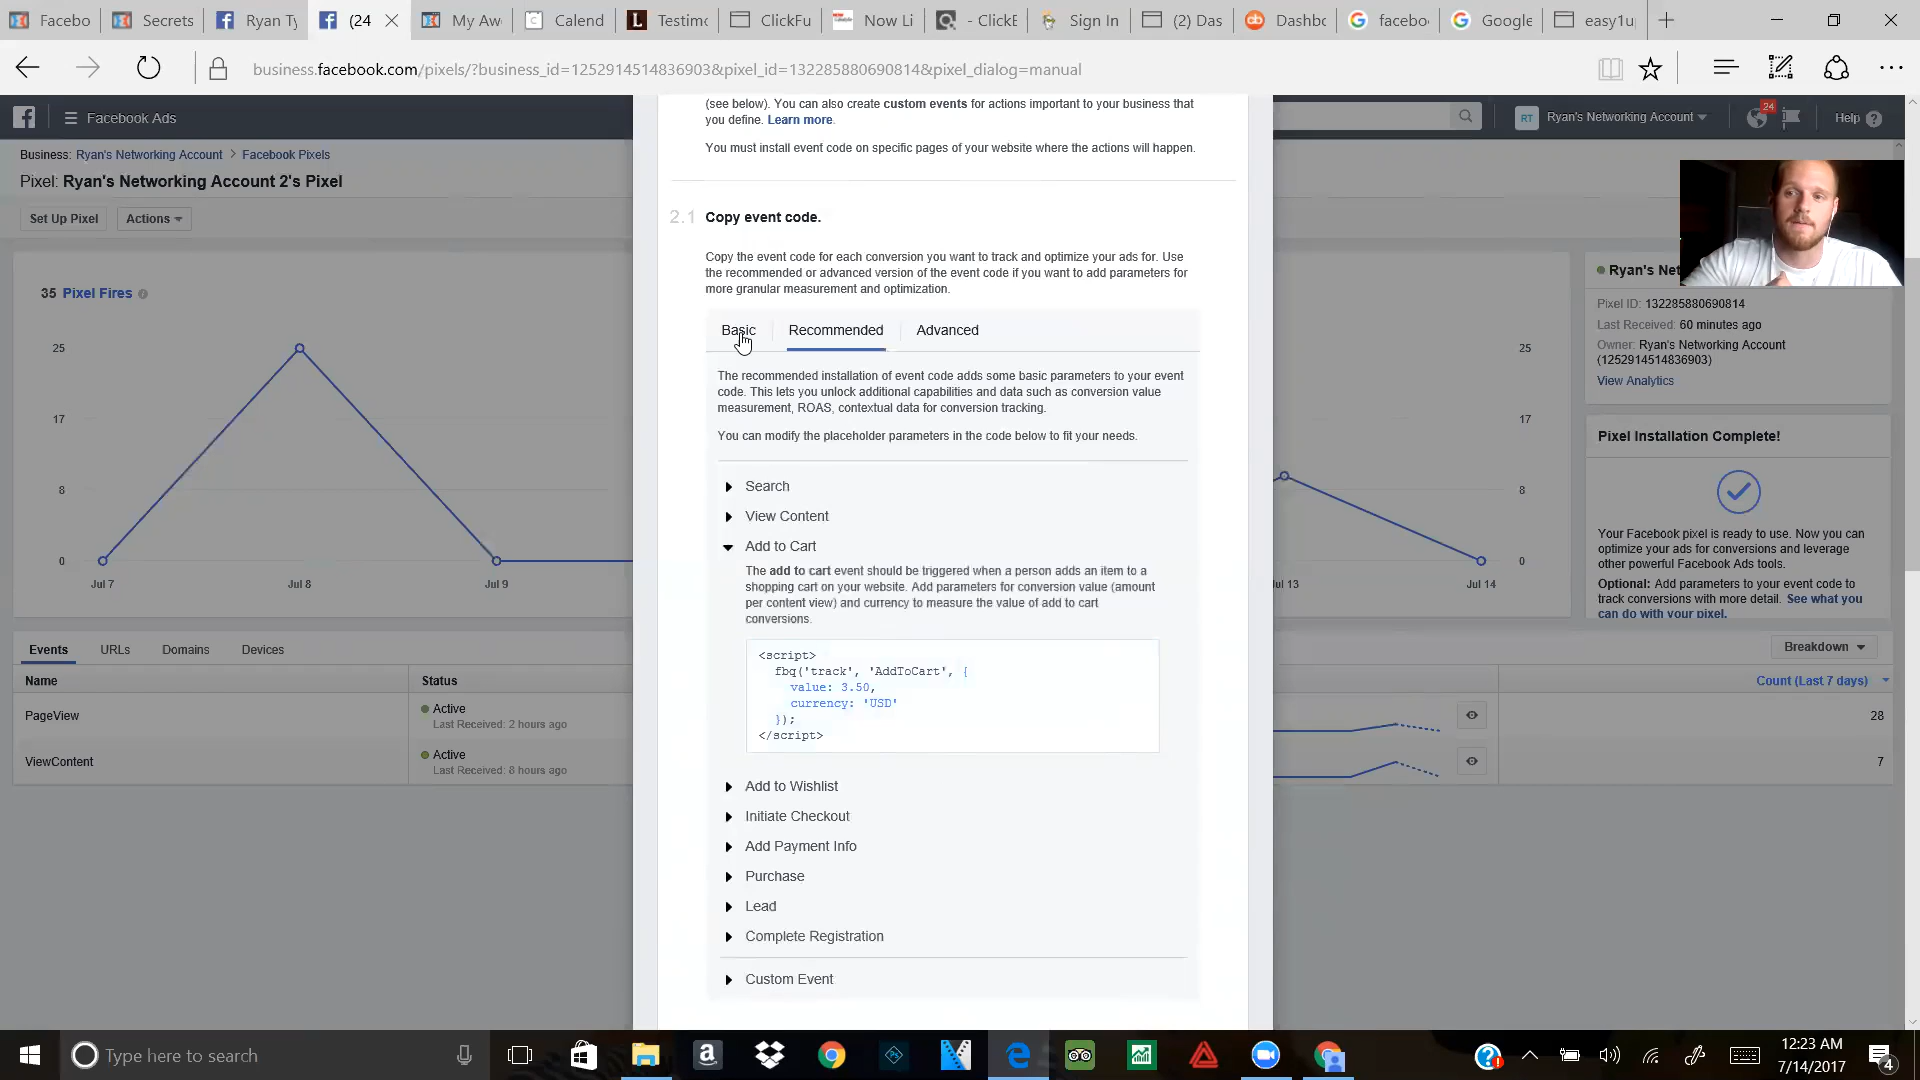 Facebo
Secrets
Ryan Ty
(24
My Aw
Calend
Testimo
ClickFu
Now Li
- ClickE
Sign In
(2) Das
Dashbo
facebo
Google
easy1u
business.facebook.com/pixels/?business_id=1252914514836903&pixel_id=132285880690814&pixel_dialog=manual
Facebook Ads
RT
Ryan's Networking Account
24
Help
Business: Ryan's Networking Account > Facebook Pixels
Pixel: Ryan's Networking Account 2's Pixel
Set Up Pixel
Actions
35 Pixel Fires
25
17
8
0
Jul 7
Jul 8
Jul 9
(see below). You can also create custom events for actions important to your business that
you define. Learn more.
You must install event code on specific pages of your website where the actions will happen.
2.1 Copy event code.
Copy the event code for each conversion you want to track and optimize your ads for. Use
the recommended or advanced version of the event code if you want to add parameters for
more granular measurement and optimization.
Basic
Recommended
Advanced
The recommended installation of event code adds some basic parameters to your event
code. This lets you unlock additional capabilities and data such as conversion value
measurement, ROAS, contextual data for conversion tracking.
You can modify the placeholder parameters in the code below to fit your needs.
Search
View Content
Add to Cart
The add to cart event should be triggered when a person adds an item to a
shopping cart on your website. Add parameters for conversion value (amount
per content view) and currency to measure the value of add to cart
conversions.
<script>
fbq('track', 'AddToCart', {
value: 3.50,
currency: 'USD'
});
</script>
Add to Wishlist
Initiate Checkout
Add Payment Info
Purchase
Lead
Complete Registration
Custom Event
25
17
8
0
ul 13
Jul 14
Ryan's Net
Pixel ID: 132285880690814
Last Received: 60 minutes ago
Owner: Ryan's Networking Account
(1252914514836903)
View Analytics
Pixel Installation Complete!
Your Facebook pixel is ready to use. Now you can
optimize your ads for conversions and leverage
other powerful Facebook Ads tools.
Optional: Add parameters to your event code to
track conversions with more detail. See what you
can do with your pixel.
Events
URLs
Domains
Devices
Breakdown
Name
Status
Count (Last 7 days)
PageView
Active
Last Received: 2 hours ago
28
ViewContent
Active
Last Received: 8 hours ago
7
Type here to search
12:23 AM
7/14/2017
4